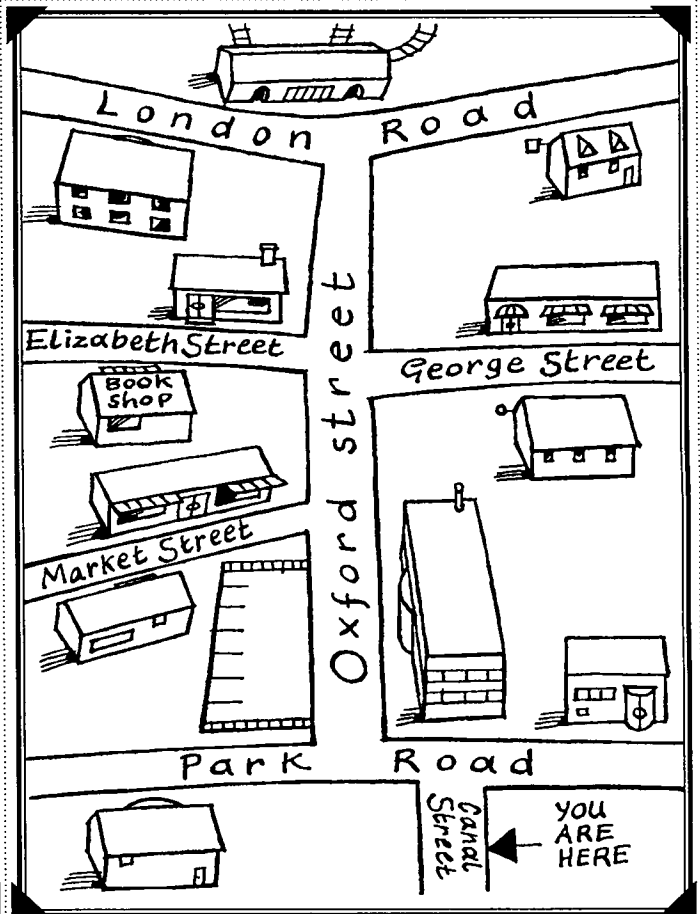 London Road
Elizabeth Street
George Street
BOOK
SHOP
Oxford street
Market Street
Park Road
Canal
Street
YOU
ARE
HERE